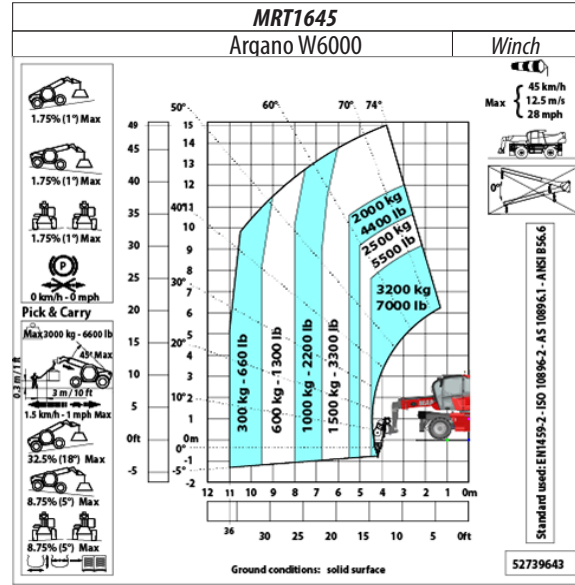 MRT1645
Argano W6000
Winch
1.75% (1°) Max
1.75% (1°) Max
1.75% (1°) Max
P
0 km/h - 0 mph
Pick & Carry
Max 3000 kg - 6600 lb
45° Max
0.3 m / 1 ft
3 m / 10 ft
1.5 km/h - 1 mph Max
32.5% (18°) Max
8.75% (5°) Max
8.75% (5°) Max
Max
45 km/h
12.5 m/s
28 mph
0°
50° 60° 70° 74°
40°
30°
20°
10°
0°
-5°
49
45
40
35
30
25
20
15
10
5
0ft
-5
15
14
13
12
11
10
9
8
7
6
5
4
3
2
1
0m
-1
-2
2000 kg
4400 lb
2500 kg
5500 lb
3200 kg
7000 lb
300 kg - 660 lb
600 kg - 1300 lb
1000 kg - 2200 lb
1500 kg - 3300 lb
12 11 10 9 8 7 6 5 4 3 2 1 0m
36 30 25 20 15 10 5 0ft
Ground conditions: solid surface
Standard used: EN1459-2 - ISO 10896-2 - AS 10896.1 - ANSI B56.6
52739643